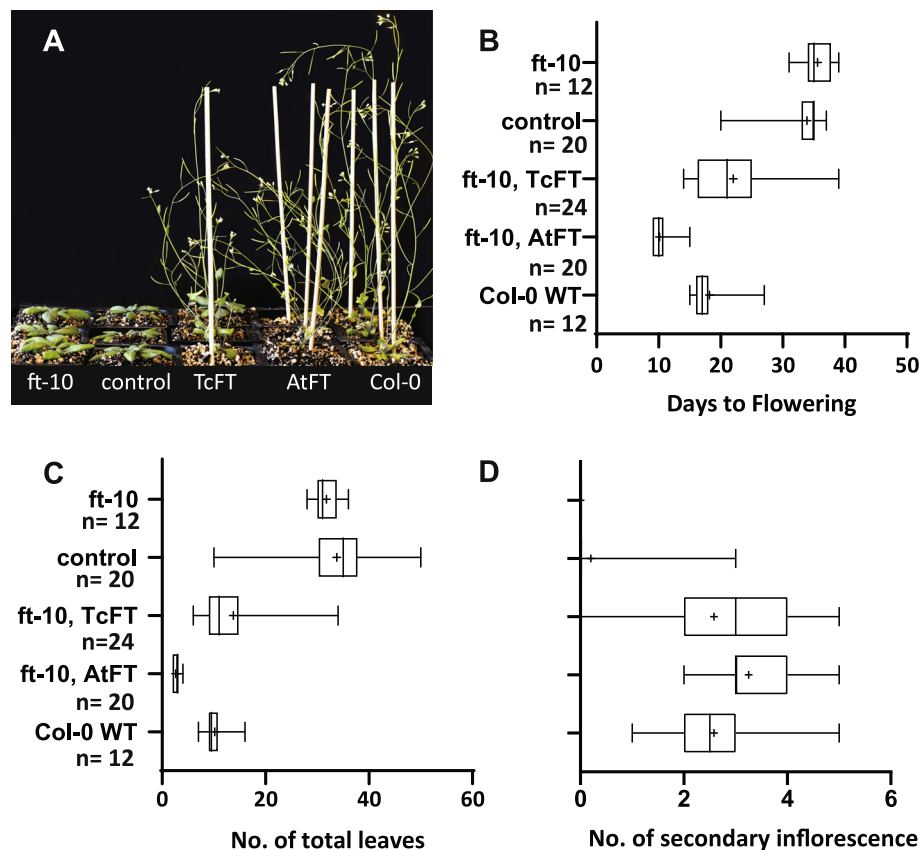 A
ft-10
control
TcFT
AtFT
Col-0
B
ft-10
n= 12
control
n= 20
ft-10, TcFT
n=24
ft-10, AtFT
n= 20
Col-0 WT
n= 12
0 10 20 30 40 50
Days to Flowering
C
ft-10
n= 12
control
n= 20
ft-10, TcFT
n=24
ft-10, AtFT
n= 20
Col-0 WT
n= 12
0 20 40 60
No. of total leaves
D
0 2 4 6
No. of secondary inflorescence